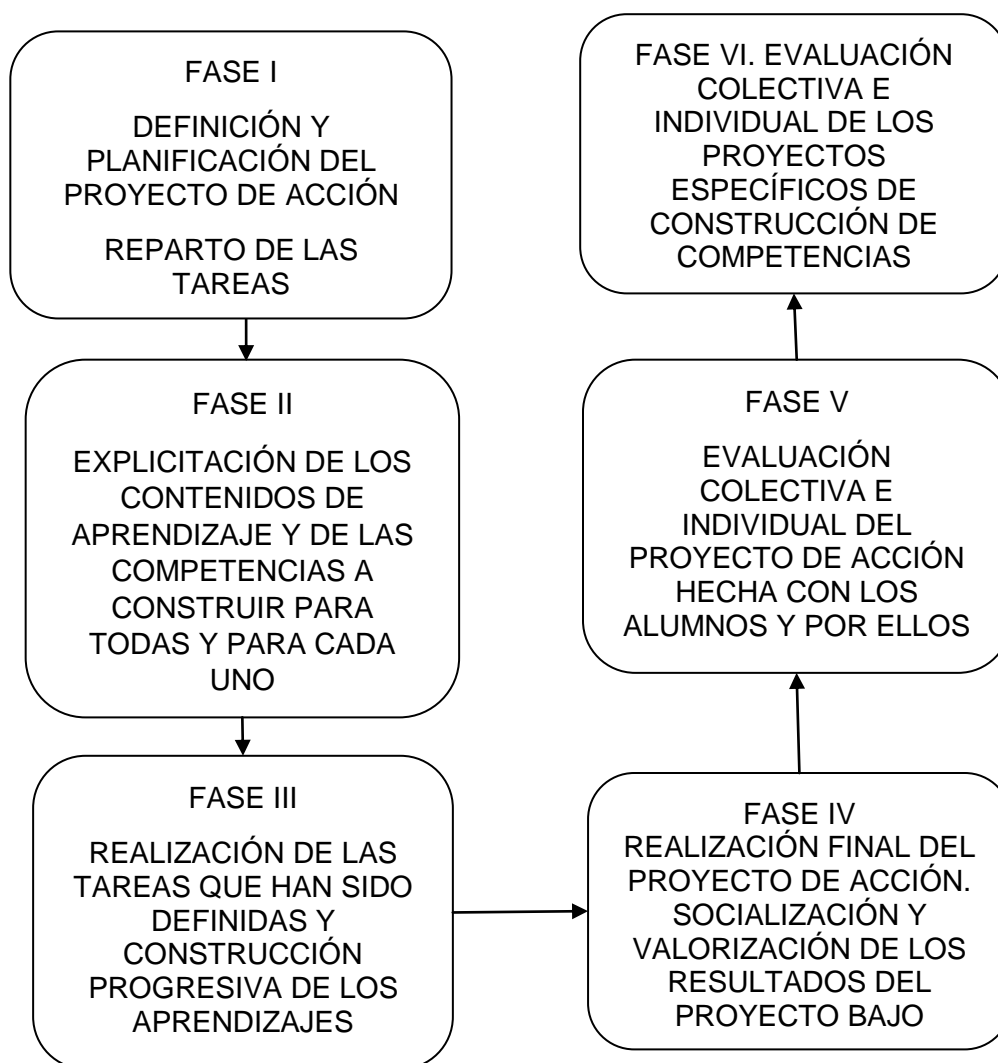 FASE I
DEFINICIÓN Y
PLANIFICACIÓN DEL
PROYECTO DE ACCIÓN
REPARTO DE LAS
TAREAS
FASE II
EXPLICITACIÓN DE LOS
CONTENIDOS DE
APRENDIZAJE Y DE LAS
COMPETENCIAS A
CONSTRUIR PARA
TODAS Y PARA CADA
UNO
FASE III
REALIZACIÓN DE LAS
TAREAS QUE HAN SIDO
DEFINIDAS Y
CONSTRUCCIÓN
PROGRESIVA DE LOS
APRENDIZAJES
FASE IV
REALIZACIÓN FINAL DEL
PROYECTO DE ACCIÓN.
SOCIALIZACIÓN Y
VALORIZACIÓN DE LOS
RESULTADOS DEL
PROYECTO BAJO
FASE V
EVALUACIÓN
COLECTIVA E
INDIVIDUAL DEL
PROYECTO DE ACCIÓN
HECHA CON LOS
ALUMNOS Y POR ELLOS
FASE VI. EVALUACIÓN
COLECTIVA E
INDIVIDUAL DE LOS
PROYECTOS
ESPECÍFICOS DE
CONSTRUCCIÓN DE
COMPETENCIAS